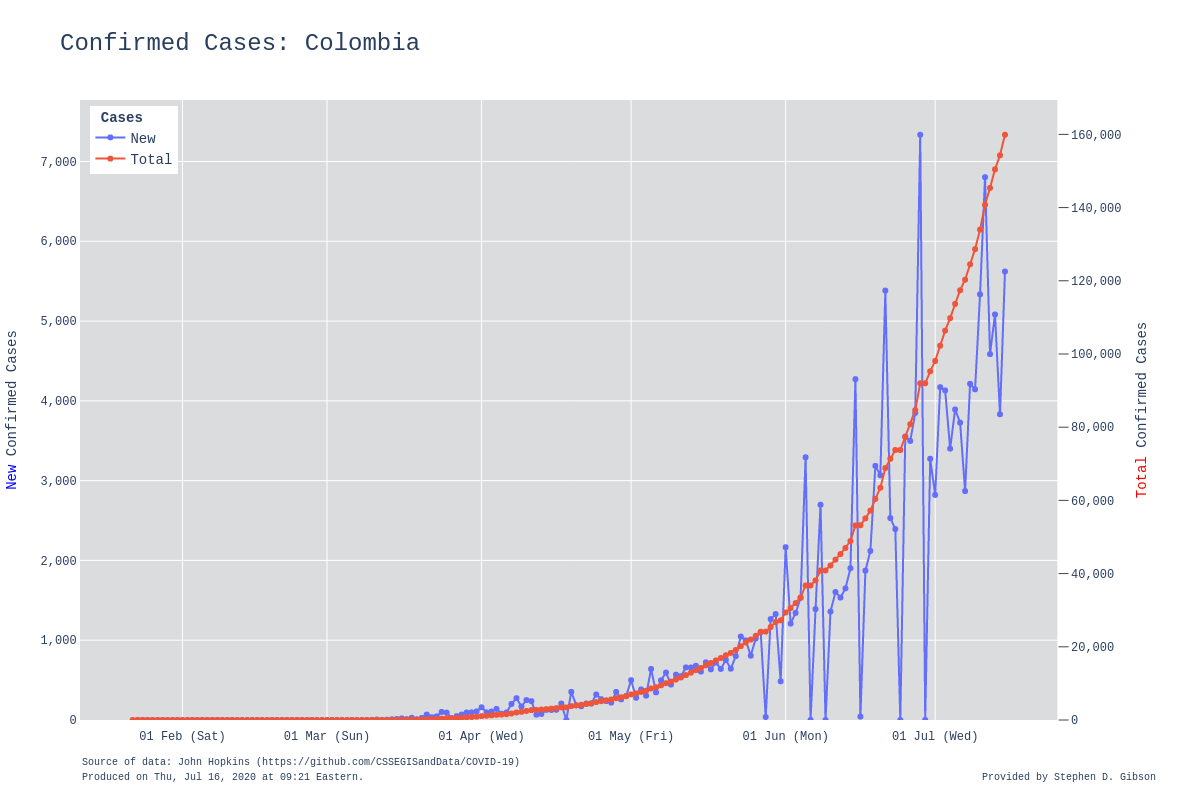 Confirmed Cases: Colombia
Cases
New
Total
7,000
6,000
5,000
4,000
3,000
2,000
1,000
0
160,000
140,000
120,000
100,000
80,000
60,000
40,000
20,000
0
New Confirmed Cases
Total Confirmed Cases
01 Feb (Sat)
01 Mar (Sun)
01 Apr (Wed)
01 May (Fri)
01 Jun (Mon)
01 Jul (Wed)
Source of data: John Hopkins (https://github.com/CSSEGISandData/COVID-19)
Produced on Thu, Jul 16, 2020 at 09:21 Eastern.
Provided by Stephen D. Gibson